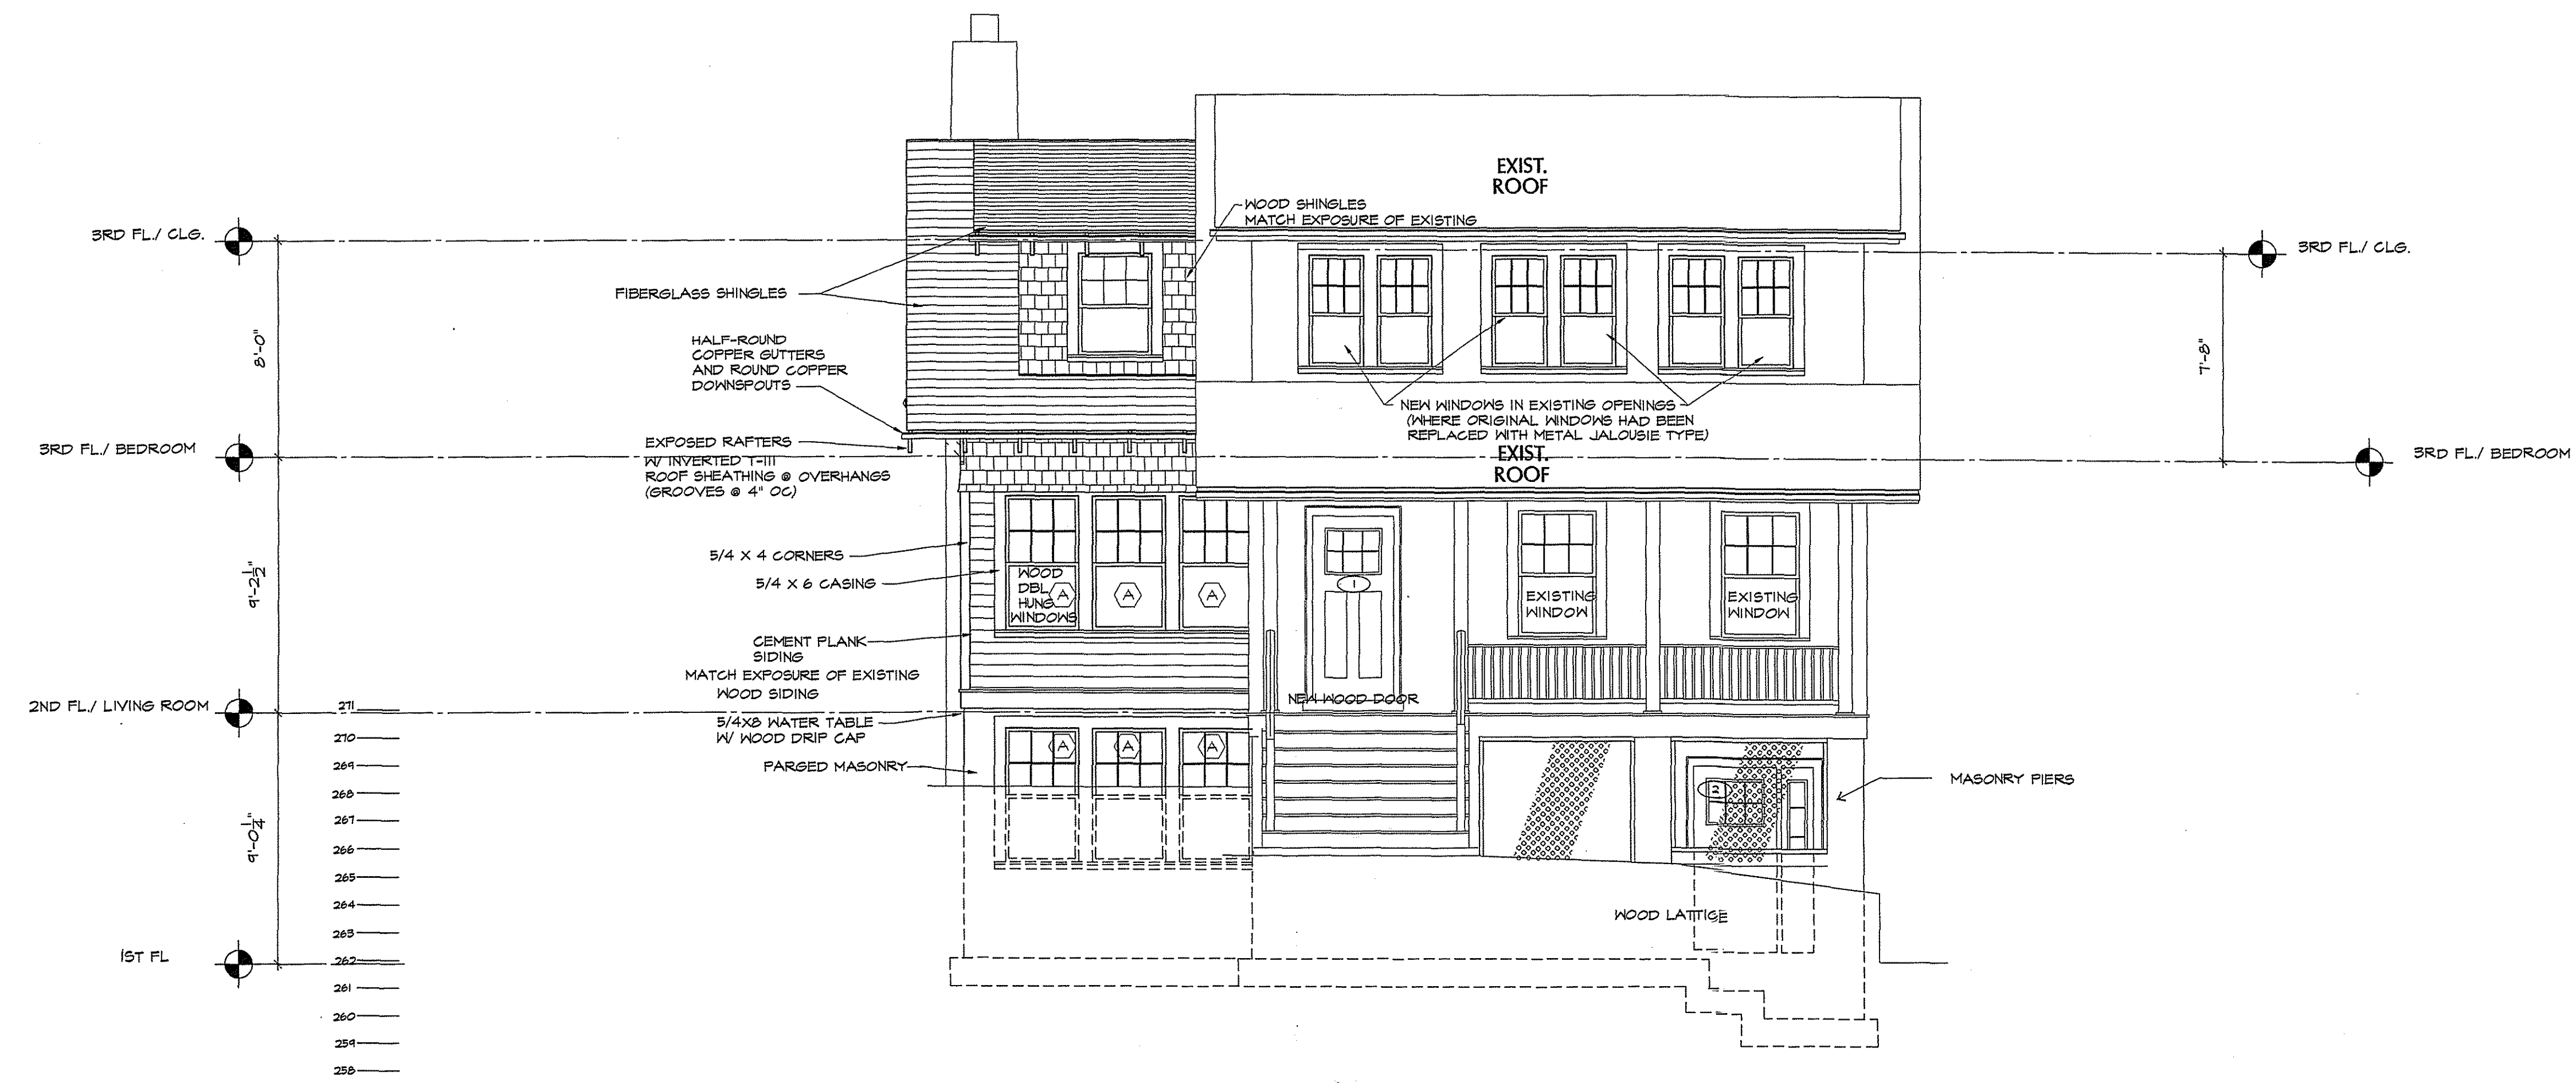 EXIST.
ROOF
WOOD SHINGLES
MATCH EXPOSURE OF EXISTING
3RD FL./ CLG.
3RD FL./ CLG.
FIBERGLASS SHINGLES
8'-0"
7'-8"
HALF-ROUND
COPPER GUTTERS
AND ROUND COPPER
DOWNSPOUTS
NEW WINDOWS IN EXISTING OPENINGS
(WHERE ORIGINAL WINDOWS HAD BEEN
REPLACED WITH METAL JALOUSIE TYPE)
3RD FL./ BEDROOM
EXPOSED RAFTERS
W/ INVERTED T-111
ROOF SHEATHING @ OVERHANGS
(GROOVES @ 4" OC)
EXIST.
ROOF
3RD FL./ BEDROOM
5/4 X 4 CORNERS
5/4 X 6 CASING
9'-2 1/2"
WOOD
DBL
HUNG
WINDOWS
A
A
A
1
EXISTING
WINDOW
EXISTING
WINDOW
CEMENT PLANK
SIDING
MATCH EXPOSURE OF EXISTING
WOOD SIDING
NEW WOOD DOOR
2ND FL./ LIVING ROOM
5/4X8 WATER TABLE
W/ WOOD DRIP CAP
PARGED MASONRY
A
A
A
2
MASONRY PIERS
9'-0 1/4"
WOOD LATTICE
1ST FL
271
270
269
268
267
266
265
264
263
262
261
260
259
258